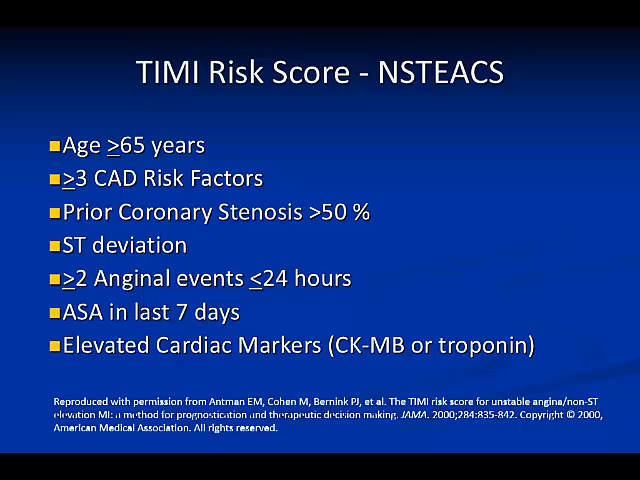 TIMI Risk Score - NSTEACS
Age ≥65 years
≥3 CAD Risk Factors
Prior Coronary Stenosis >50 %
ST deviation
≥2 Anginal events ≤24 hours
ASA in last 7 days
Elevated Cardiac Markers (CK-MB or troponin)
Reproduced with permission from Antman EM, Cohen M, Bernink PJ, et al. The TIMI risk score for unstable angina/non-ST
elevation MI: a method for prognostication and therapeutic decision making. JAMA. 2000;284:835-842. Copyright © 2000,
American Medical Association. All rights reserved.